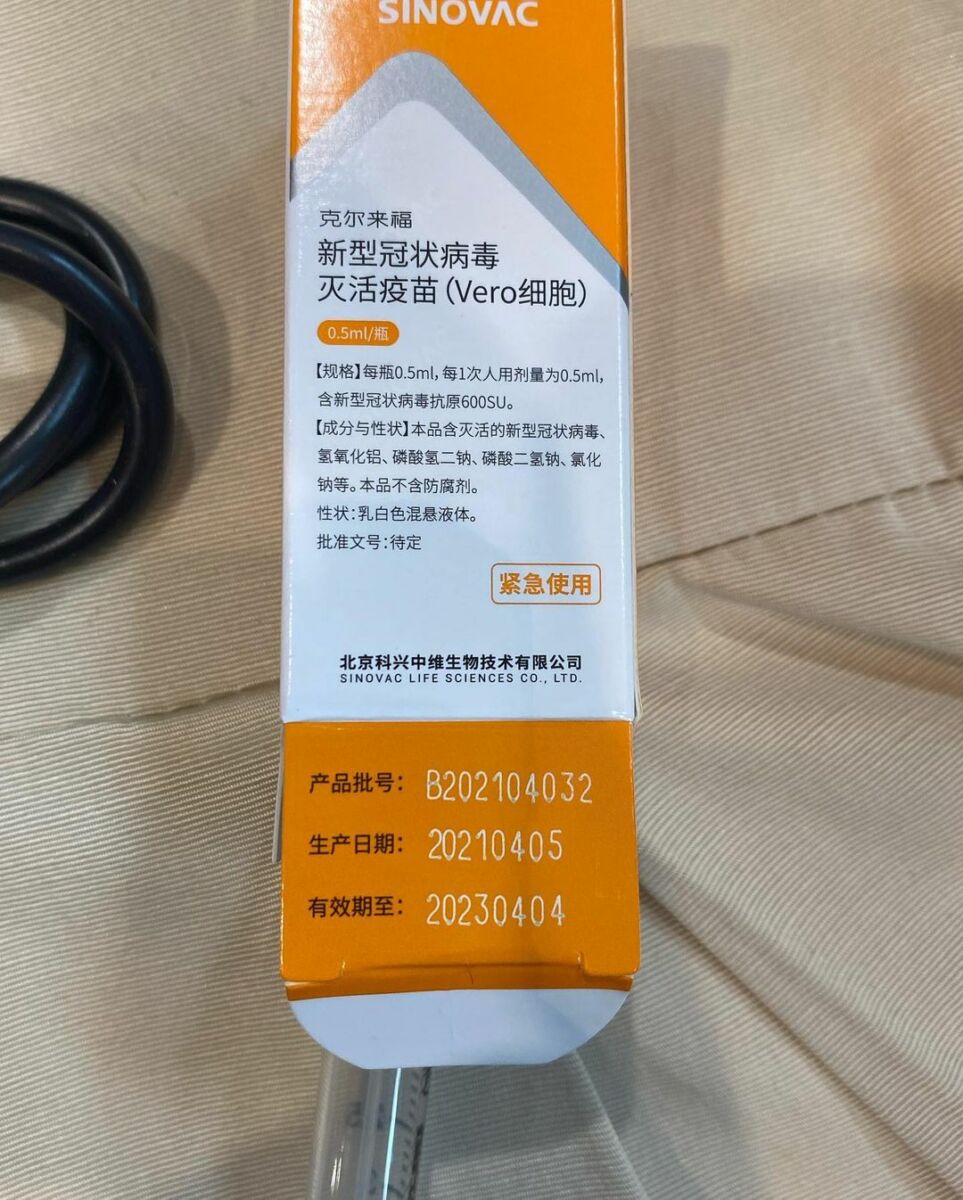 SINOVAC
克尔来福
新型冠状病毒
灭活疫苗(Vero细胞)
0.5ml/瓶
【规格】每瓶0.5ml,每1次人用剂量为0.5ml,
含新型冠状病毒抗原600SU。
【成分与性状】本品含灭活的新型冠状病毒、
氢氧化铝、磷酸氢二钠、磷酸二氢钠、氯化
钠等。本品不含防腐剂。
性状:乳白色混悬液体。
批准文号:待定
紧急使用
北京科兴中维生物技术有限公司
SINOVAC LIFE SCIENCES CO., LTD.
产品批号: B202104032
生产日期: 20210405
有效期至: 20230404